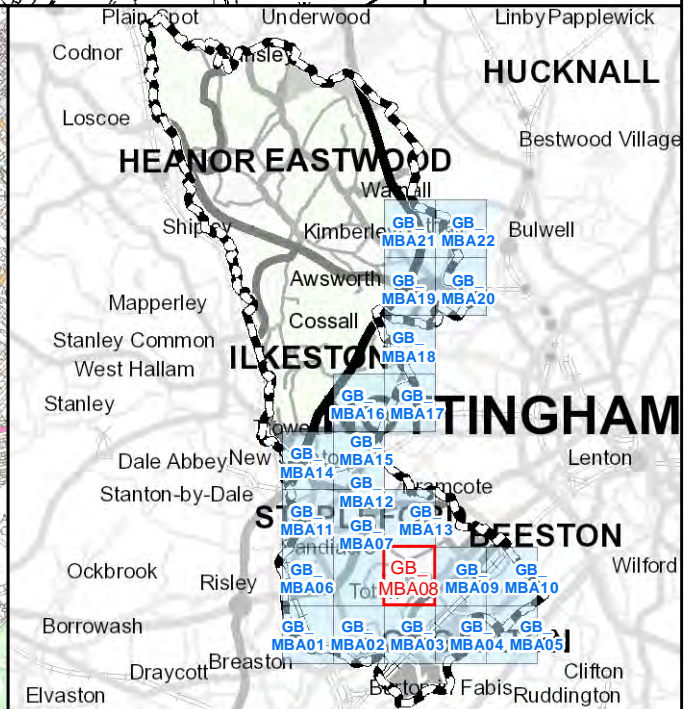 Plain Spot
Underwood
Linby
Papplewick
Codnor
HUCKNALL
Loscoe
Bestwood Village
HEANOR
EASTWOOD
Shipley
Kimberley
GB_
MBA21
GB_
MBA22
Bulwell
Awsworth
GB_
MBA19
GB_
MBA20
Mapperley
Cossall
Stanley Common
GB_
MBA18
West Hallam
ILKESTON
Stanley
GB_
MBA16
GB_
MBA17
TTINGHAM
Dale Abbey
New
GB_
MBA14
GB_
MBA15
Lenton
Stanton-by-Dale
GB_
MBA12
GB_
MBA11
GB_
MBA07
GB_
MBA13
BEESTON
Ockbrook
Risley
GB_
MBA06
GB_
MBA08
GB_
MBA09
GB_
MBA10
Wilford
Borrowash
GB_
MBA01
GB_
MBA02
GB_
MBA03
GB_
MBA04
GB_
MBA05
Draycott
Breaston
Clifton
Elvaston
Fabis
Ruddington